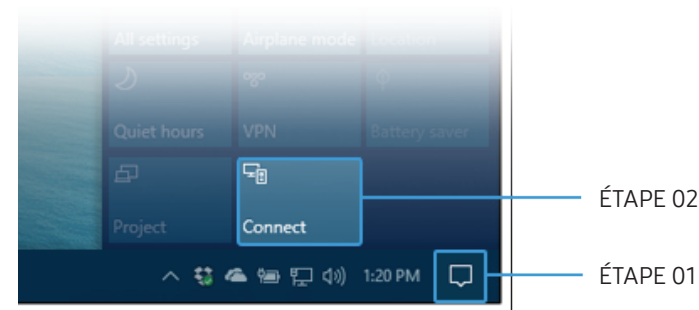 All settings Airplane mode Location
Quiet hours VPN Battery saver
Project Connect
ÉTAPE 02
1:20 PM
ÉTAPE 01